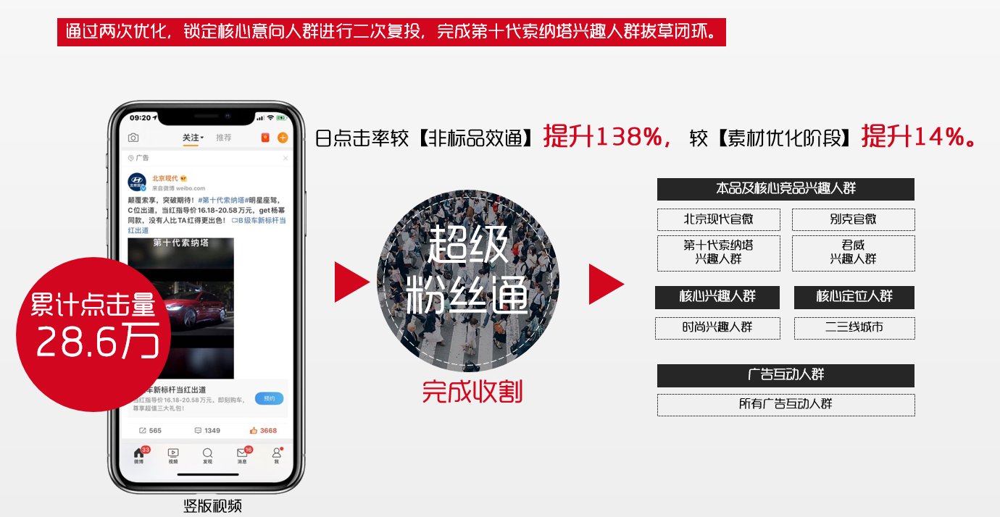 通过两次优化，锁定核心意向人群进行二次复投，完成第十代索纳塔兴趣人群拔草闭环。
日点击率较【非标品效通】提升138%，较【素材优化阶段】提升14%。
09:20
关注 推荐
广告
北京现代
来自微博 weibo.com
颠覆索享，突破期待！#第十代索纳塔#明星座驾，
C位出道，当红指导价16.18-20.58万元，get杨幂
同款，没有人比TA红得更出色！B级车新标杆当
红出道
第十代索纳塔
累计点击量
28.6万
车新标杆当红出道
当红指导价16.18-20.58万元。即刻购车，
尊享超值三大礼包！
预约
565 1349 3668
33 16
微博 视频 发现 消息 我
竖版视频
超级
粉丝通
完成收割
本品及核心竞品兴趣人群
北京现代官微 别克官微
第十代索纳塔
兴趣人群
君威
兴趣人群
核心兴趣人群 核心定位人群
时尚兴趣人群 二三线城市
广告互动人群
所有广告互动人群